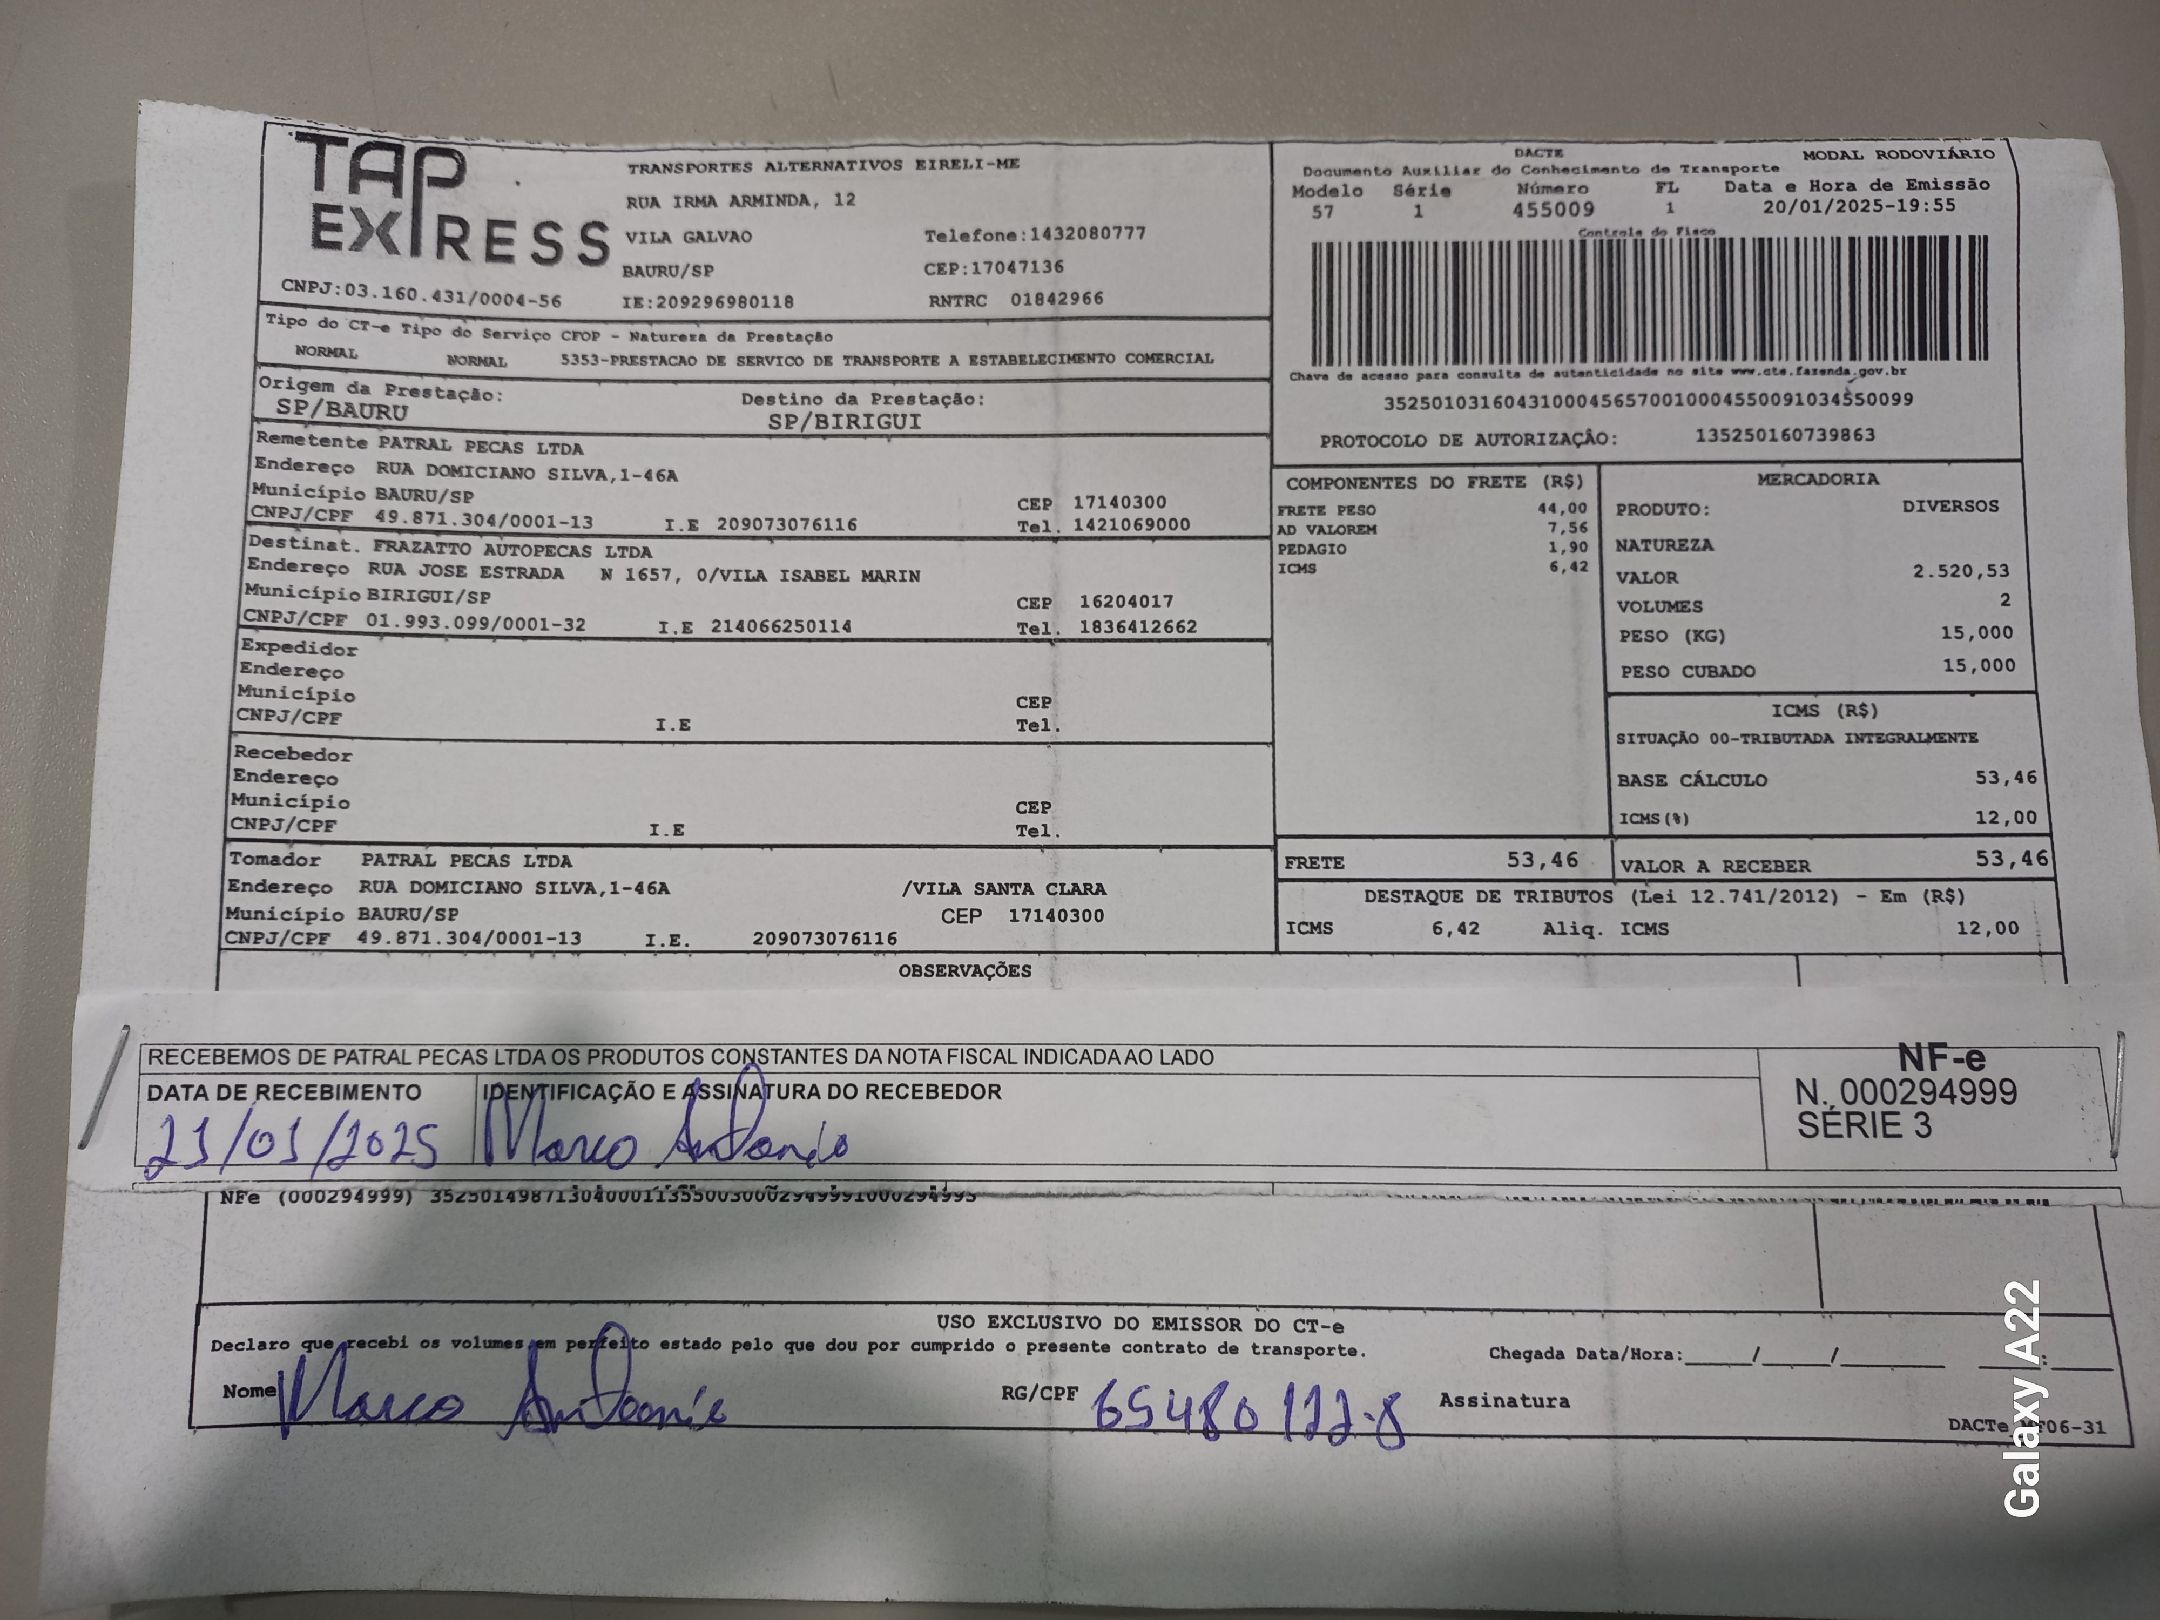 TAP
EXPRESS
CNPJ:03.160.431/0004-56
TRANSPORTES ALTERNATIVOS EIRELI-ME
RUA IRMA ARMINDA, 12
VILA GALVAO Telefone:1432080777
BAURU/SP CEP:17047136
IE:209296980118 RNTRC 01842966
DACTE MODAL RODOVIÁRIO
Documento Auxiliar do Conhecimento de Transporte
Modelo Série Número FL Data e Hora de Emissão
57 1 455009 1 20/01/2025-19:55
Controle do Fisco
Chave de acesso para consulta de autenticidade no site www.cte.fazenda.gov.br
35250103160431000456570010004550091034550099
PROTOCOLO DE AUTORIZAÇÃO: 135250160739863
Tipo do CT-e Tipo do Serviço CFOP - Natureza da Prestação
NORMAL NORMAL 5353-PRESTACAO DE SERVICO DE TRANSPORTE A ESTABELECIMENTO COMERCIAL
Origem da Prestação: Destino da Prestação:
SP/BAURU SP/BIRIGUI
Remetente PATRAL PECAS LTDA
Endereço RUA DOMICIANO SILVA,1-46A
Município BAURU/SP CEP 17140300
CNPJ/CPF 49.871.304/0001-13 I.E 209073076116 Tel. 1421069000
Destinat. FRAZATTO AUTOPECAS LTDA
Endereço RUA JOSE ESTRADA N 1657, 0/VILA ISABEL MARIN
Município BIRIGUI/SP CEP 16204017
CNPJ/CPF 01.993.099/0001-32 I.E 214066250114 Tel. 1836412662
Expedidor
Endereço
Município CEP
CNPJ/CPF I.E Tel.
Recebedor
Endereço
Município CEP
CNPJ/CPF I.E Tel.
Tomador PATRAL PECAS LTDA
Endereço RUA DOMICIANO SILVA,1-46A /VILA SANTA CLARA
Município BAURU/SP CEP 17140300
CNPJ/CPF 49.871.304/0001-13 I.E. 209073076116
COMPONENTES DO FRETE (R$)
FRETE PESO 44,00
AD VALOREM 7,56
PEDAGIO 1,90
ICMS 6,42
MERCADORIA
PRODUTO: DIVERSOS
NATUREZA
VALOR 2.520,53
VOLUMES 2
PESO (KG) 15,000
PESO CUBADO 15,000
ICMS (R$)
SITUAÇÃO 00-TRIBUTADA INTEGRALMENTE
BASE CÁLCULO 53,46
ICMS(%) 12,00
FRETE 53,46 VALOR A RECEBER 53,46
DESTAQUE DE TRIBUTOS (Lei 12.741/2012) - Em (R$)
ICMS 6,42 Aliq. ICMS 12,00
OBSERVAÇÕES
RECEBEMOS DE PATRAL PECAS LTDA OS PRODUTOS CONSTANTES DA NOTA FISCAL INDICADA AO LADO
DATA DE RECEBIMENTO IDENTIFICAÇÃO E ASSINATURA DO RECEBEDOR
21/01/2025 Marco Antonio
NF-e
N. 000294999
SÉRIE 3
NFe (000294999)
USO EXCLUSIVO DO EMISSOR DO CT-e
Declaro que recebi os volumes em perfeito estado pelo que dou por cumprido o presente contrato de transporte. Chegada Data/Hora:_____/_____/_______ ____:_____
Nome Marco Antonio RG/CPF 65480122-8 Assinatura
DACTe 06-31
Galaxy A22